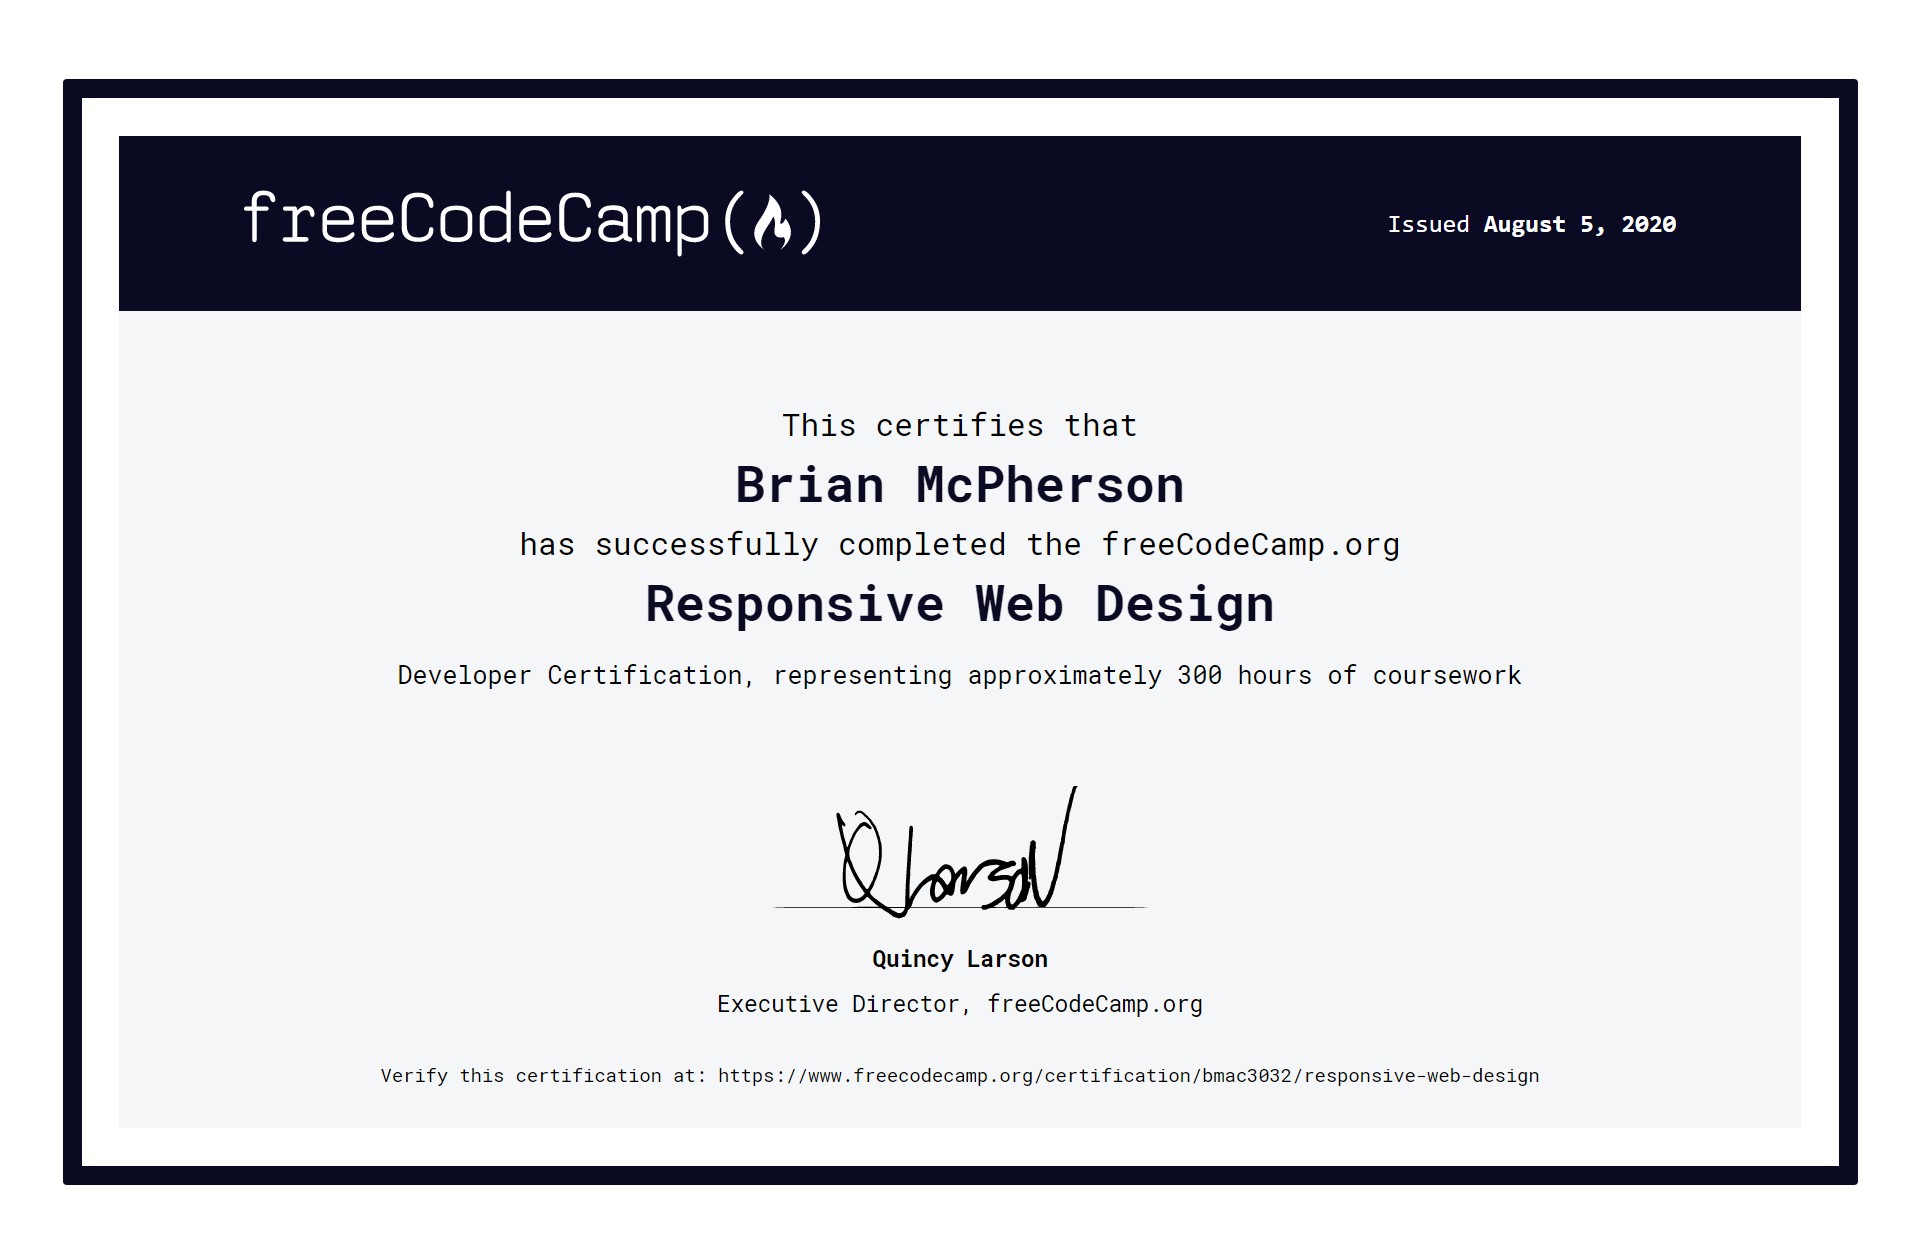 freeCodeCamp(🔥)
Issued August 5, 2020
This certifies that
Brian McPherson
has successfully completed the freeCodeCamp.org
Responsive Web Design
Developer Certification, representing approximately 300 hours of coursework
Q Larson
Quincy Larson
Executive Director, freeCodeCamp.org
Verify this certification at: https://www.freecodecamp.org/certification/bmac3032/responsive-web-design